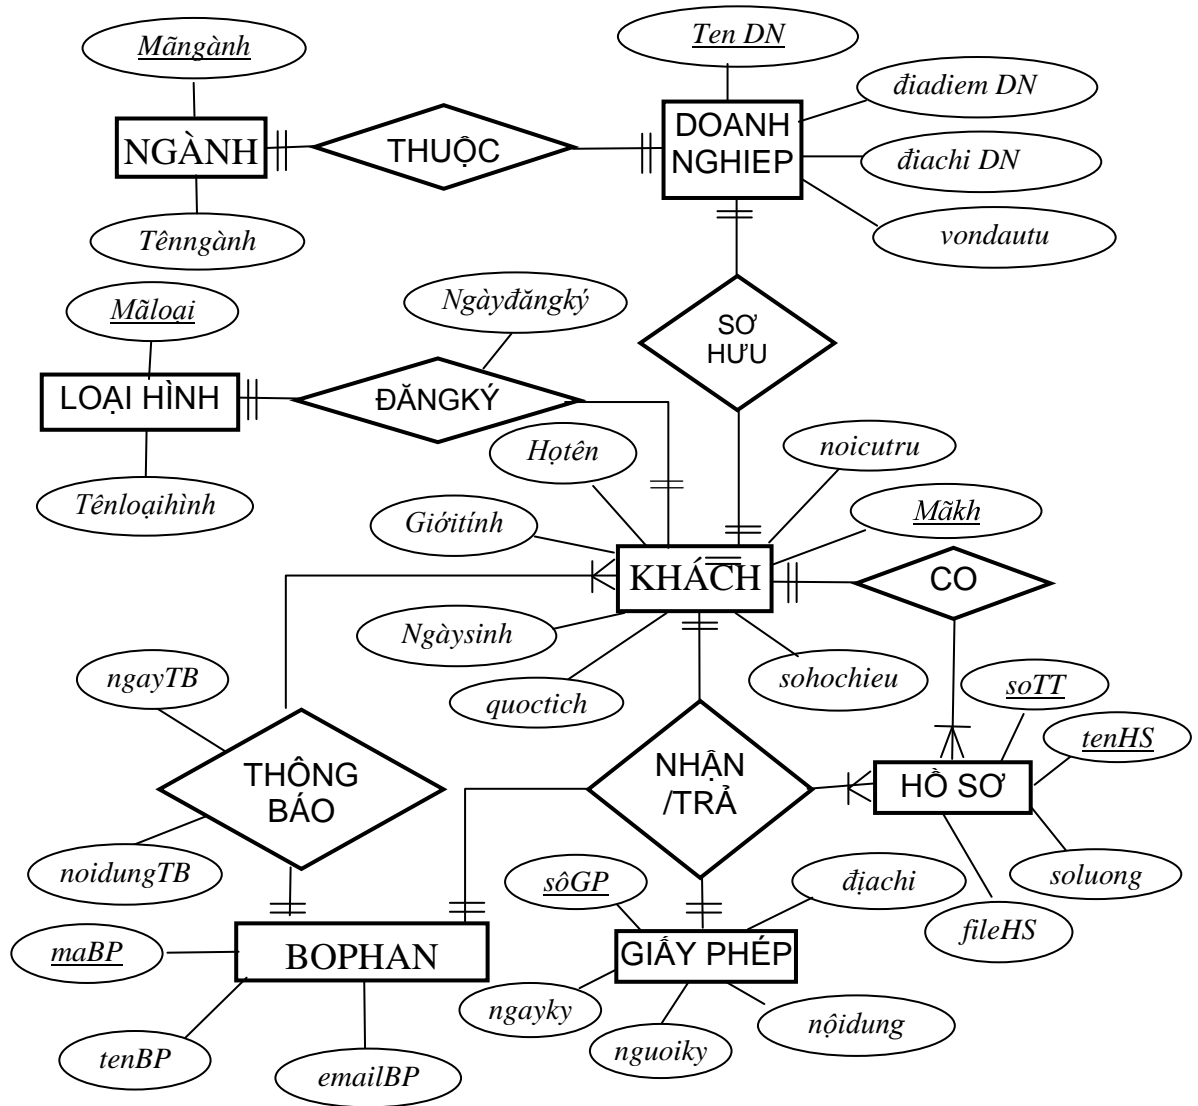 Mãngành
Ten DN
điadiem DN
NGÀNH
THUỘC
DOANH
NGHIEP
điachi DN
Tênngành
vondautu
Mãloại
Ngàyđăngký
SƠ
HƯU
LOẠI HÌNH
ĐĂNGKÝ
Họtên
noicutru
Tênloạihình
Giớitính
Mãkh
KHÁCH
CO
Ngàysinh
ngayTB
quoctich
sohochieu
soTT
tenHS
THÔNG
BÁO
NHẬN
/TRẢ
HỒ SƠ
noidungTB
sôGP
địachi
soluong
maBP
BOPHAN
GIẤY PHÉP
fileHS
ngayky
nộidung
tenBP
emailBP
nguoiky